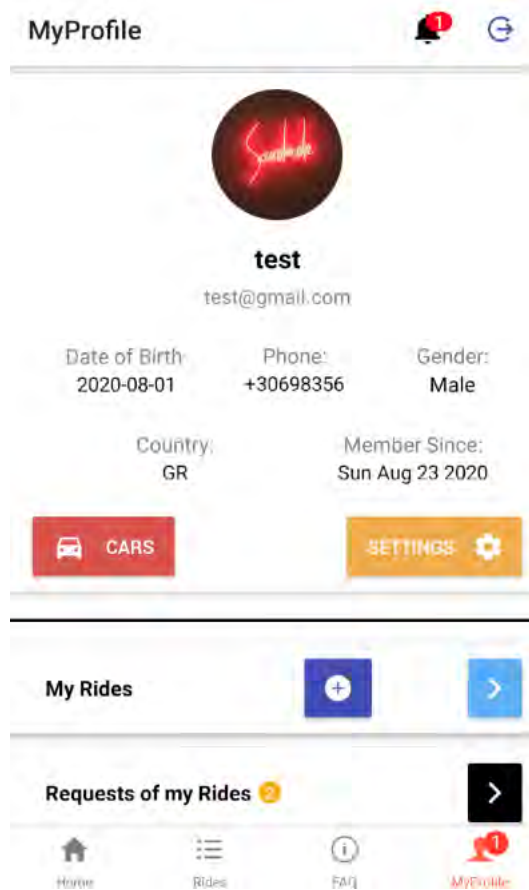 MyProfile
1
test
test@gmail.com
Date of Birth Phone: Gender:
2020-08-01 +30698356 Male
Country: Member Since:
GR Sun Aug 23 2020
CARS SETTINGS
My Rides
Requests of my Rides 2
1
Home Rides FAQ MyProfile